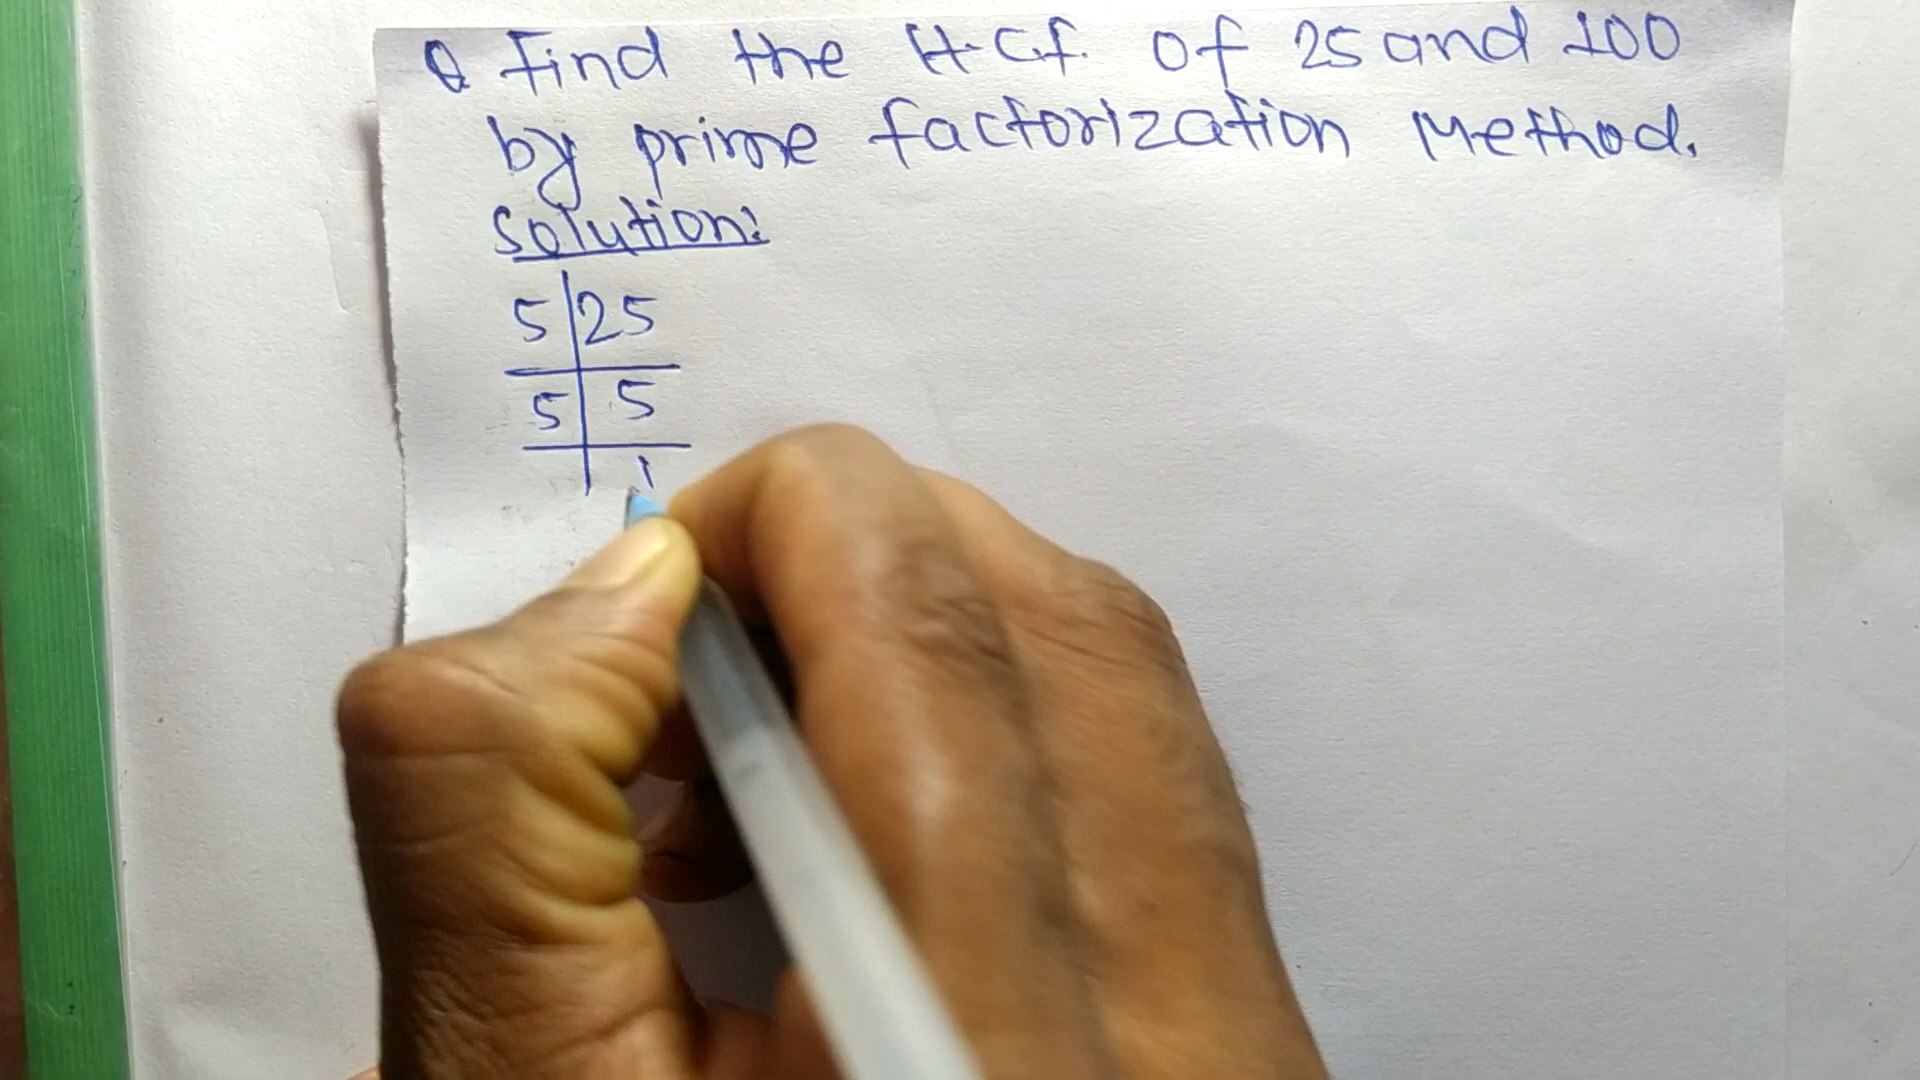 Q Find the H.C.f. of 25 and 100
by prime factorization Method.
Solution:
5 | 25
5 | 5
| 1